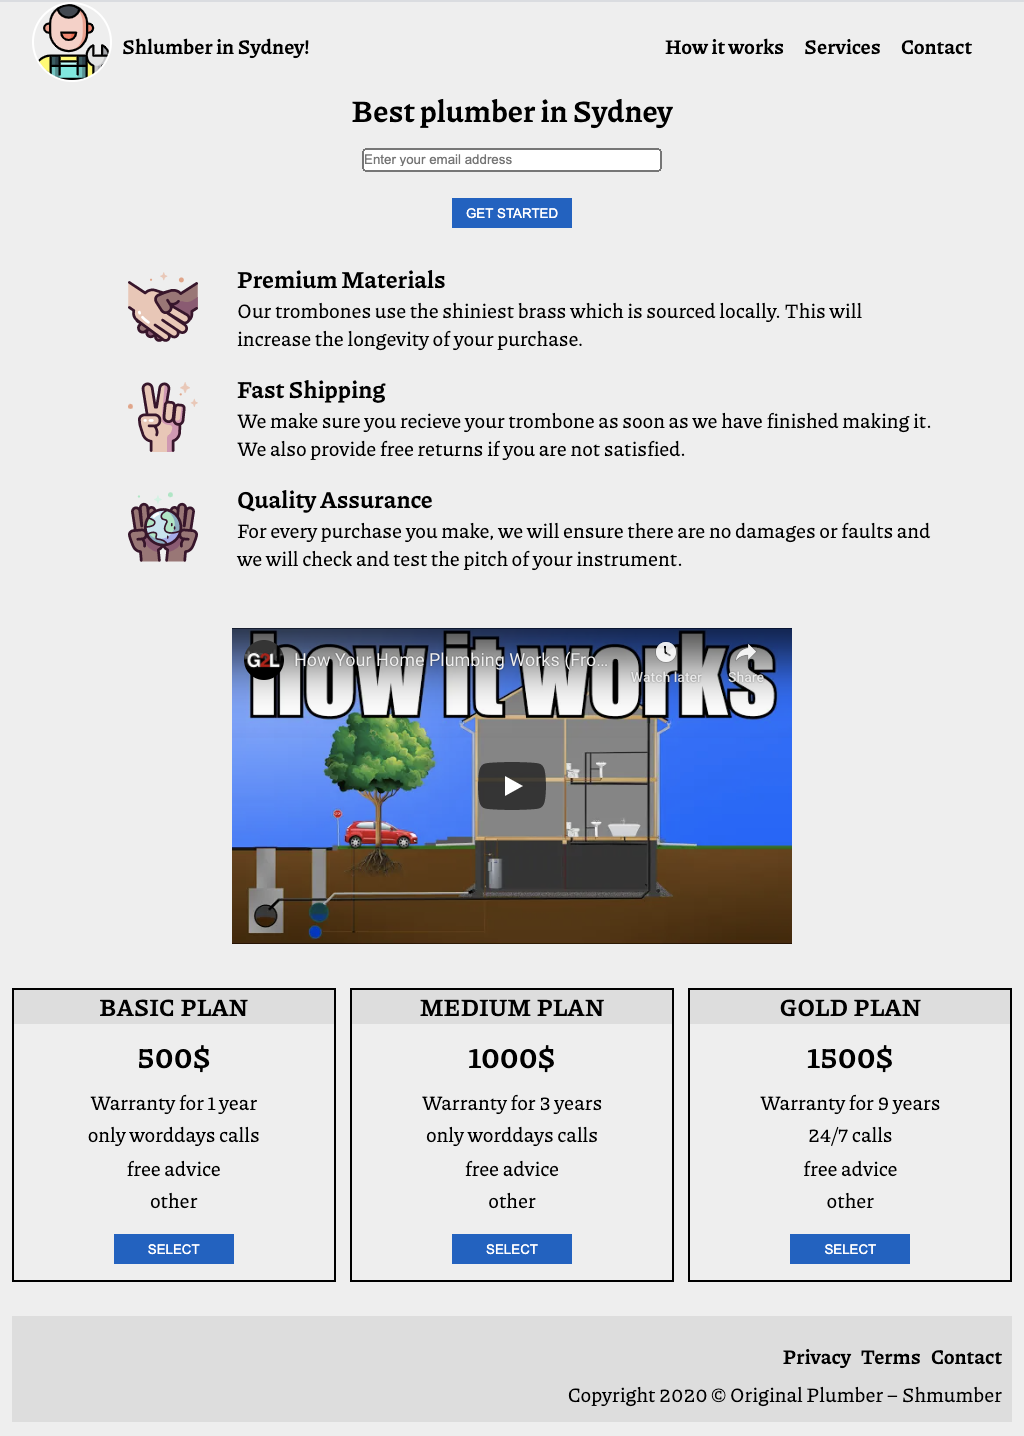 Shlumber in Sydney!
How it works Services Contact
Best plumber in Sydney
Enter your email address
GET STARTED
Premium Materials
Our trombones use the shiniest brass which is sourced locally. This will
increase the longevity of your purchase.
Fast Shipping
We make sure you recieve your trombone as soon as we have finished making it.
We also provide free returns if you are not satisfied.
Quality Assurance
For every purchase you make, we will ensure there are no damages or faults and
we will check and test the pitch of your instrument.
how it works
G2L How Your Home Plumbing Works (Fro...
Watch later Share
BASIC PLAN
500$
Warranty for 1 year
only worddays calls
free advice
other
SELECT
MEDIUM PLAN
1000$
Warranty for 3 years
only worddays calls
free advice
other
SELECT
GOLD PLAN
1500$
Warranty for 9 years
24/7 calls
free advice
other
SELECT
Privacy Terms Contact
Copyright 2020 © Original Plumber – Shmumber